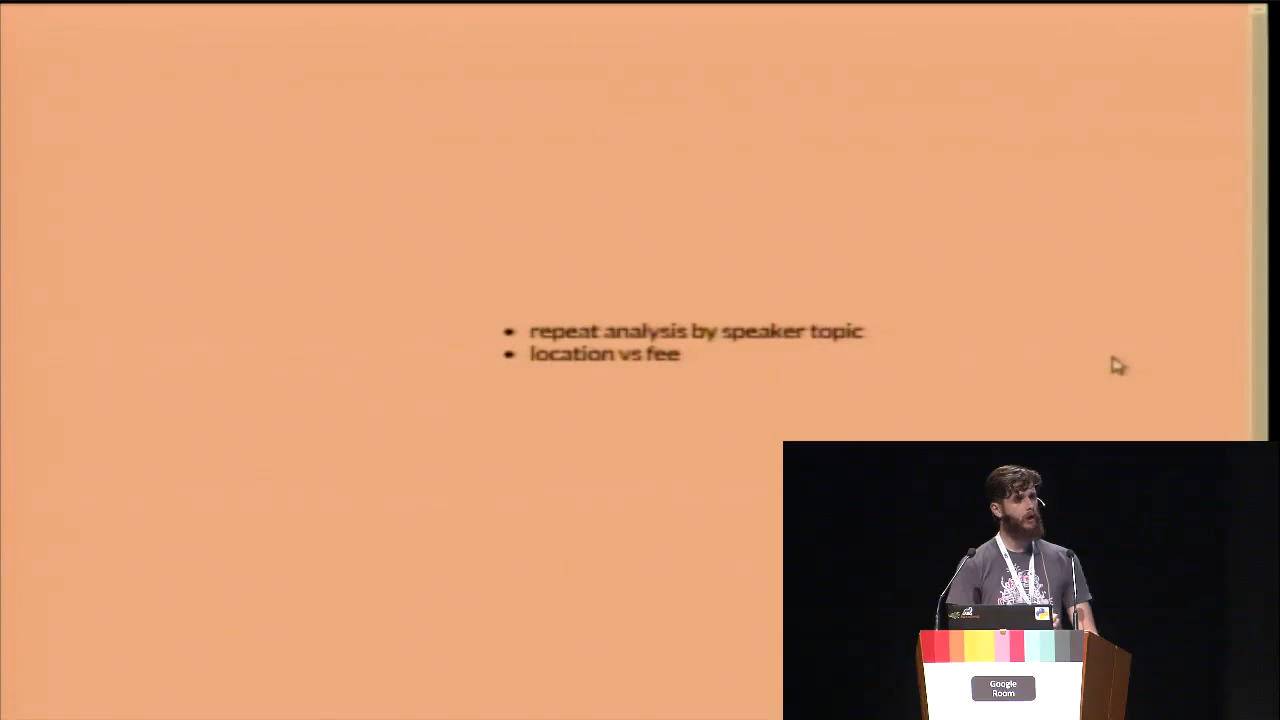 • repeat analysis by speaker topic
• location vs fee
Google
Room